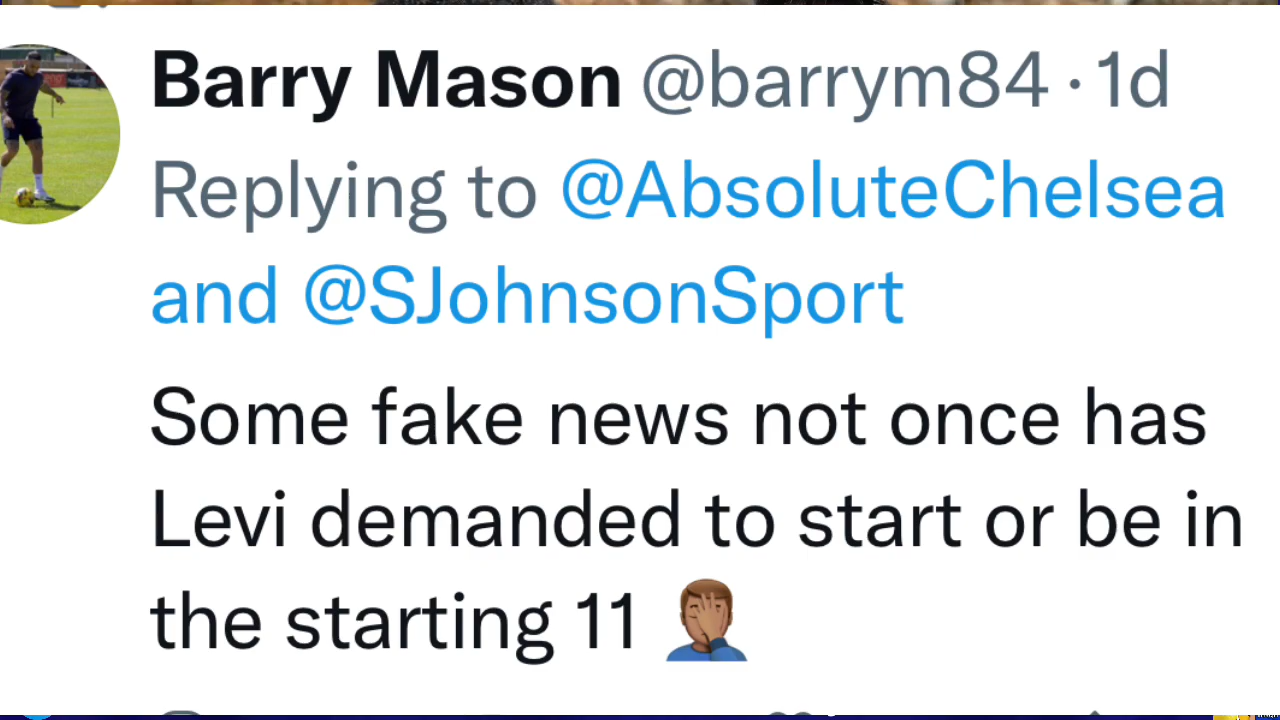 Barry Mason @barrym84 · 1d
Replying to @AbsoluteChelsea
and @SJohnsonSport
Some fake news not once has
Levi demanded to start or be in
the starting 11 🤦🏽‍♂️